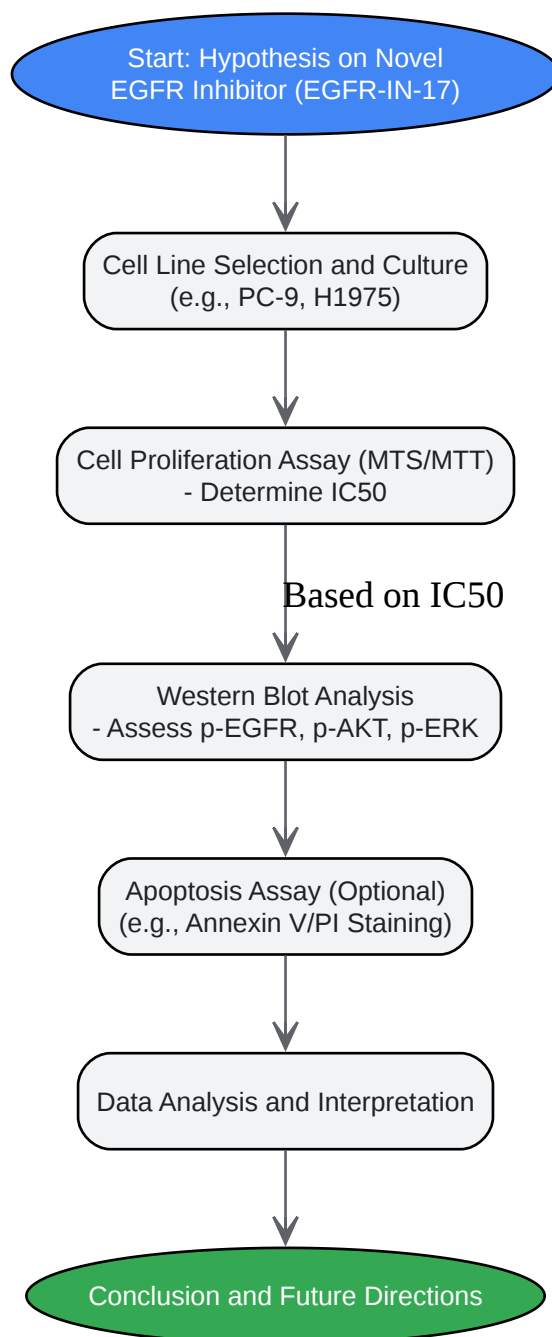 Start: Hypothesis on Novel
EGFR Inhibitor (EGFR-IN-17)
Cell Line Selection and Culture
(e.g., PC-9, H1975)
Cell Proliferation Assay (MTS/MTT)
- Determine IC50
Based on IC50
Western Blot Analysis
- Assess p-EGFR, p-AKT, p-ERK
Apoptosis Assay (Optional)
(e.g., Annexin V/PI Staining)
Data Analysis and Interpretation
Conclusion and Future Directions